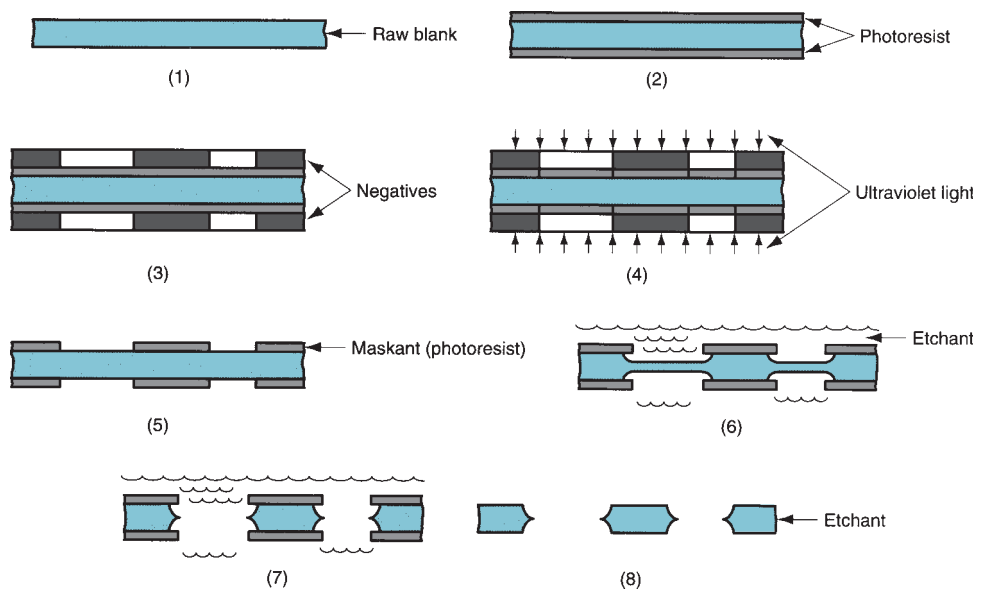 Raw blank
(1)
Photoresist
(2)
Negatives
(3)
Ultraviolet light
(4)
Maskant (photoresist)
(5)
Etchant
(6)
(7)
Etchant
(8)